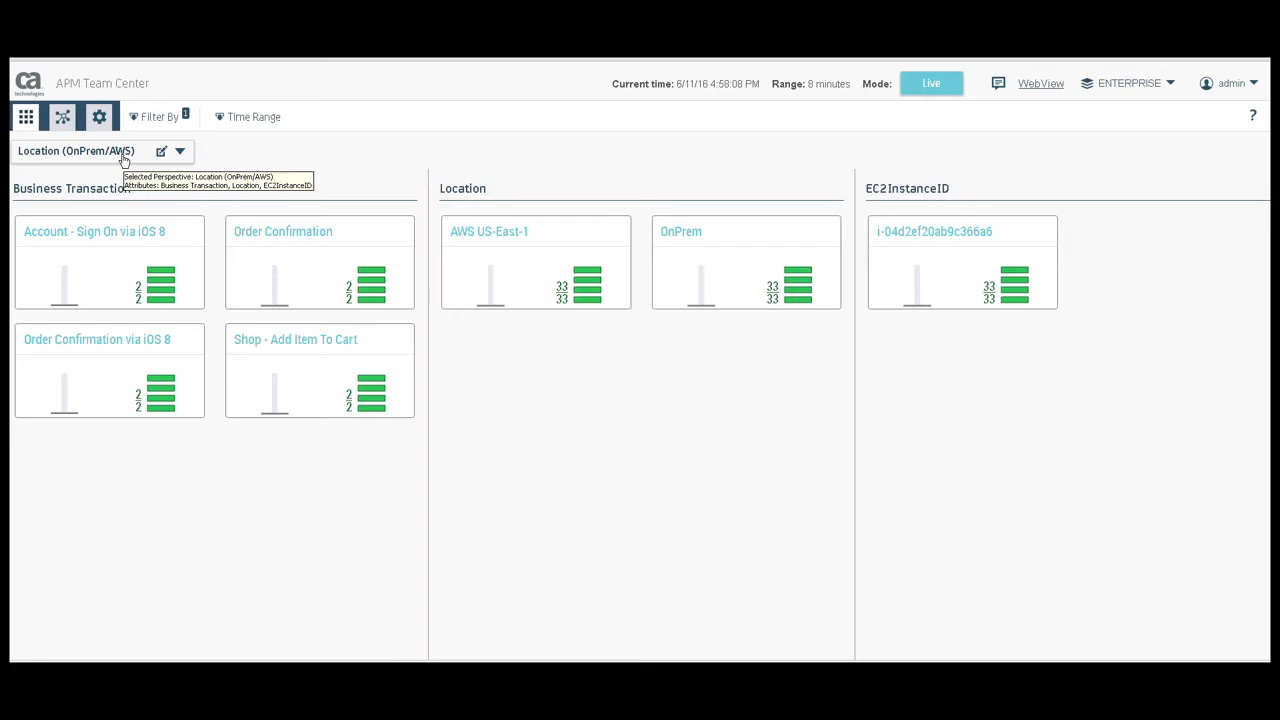 ca
technologies
APM Team Center
Current time: 6/11/16 4:58:08 PM Range: 8 minutes Mode: Live WebView ENTERPRISE admin
Filter By 1 Time Range ?
Location (OnPrem/AWS)
Selected Perspective: Location (OnPrem/AWS)
Attributes: Business Transaction, Location, EC2InstanceID
Business Transaction Location EC2InstanceID
Account - Sign On via iOS 8 Order Confirmation AWS US-East-1 OnPrem i-04d2ef20ab9c366a6
2 2 33 33 33
2 2 33 33 33
Order Confirmation via iOS 8 Shop - Add Item To Cart
2 2
2 2